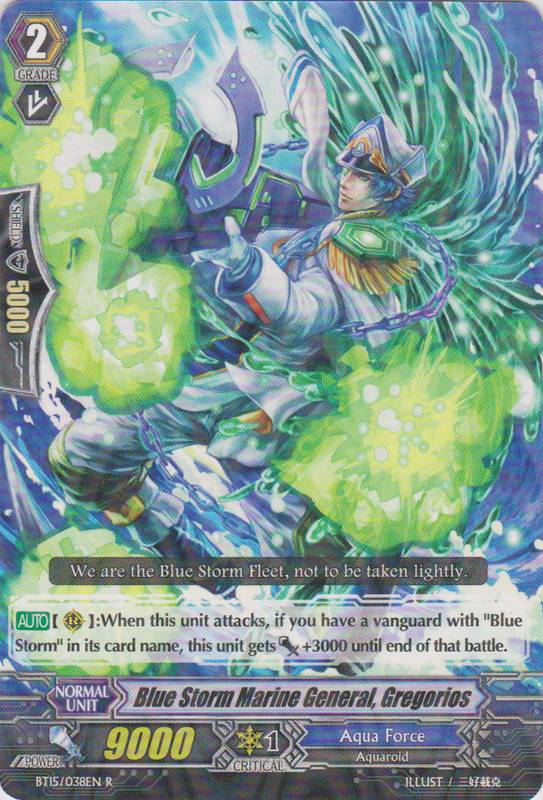 2
GRADE
SHIELD
5000
We are the Blue Storm Fleet, not to be taken lightly.
AUTO【 R 】:When this unit attacks, if you have a vanguard with "Blue
Storm" in its card name, this unit gets +3000 until end of that battle.
NORMAL
UNIT
Blue Storm Marine General, Gregorios
POWER
9000
1
CRITICAL
Aqua Force
Aquaroid
BT15/038EN R
ILLUST / 三好載克